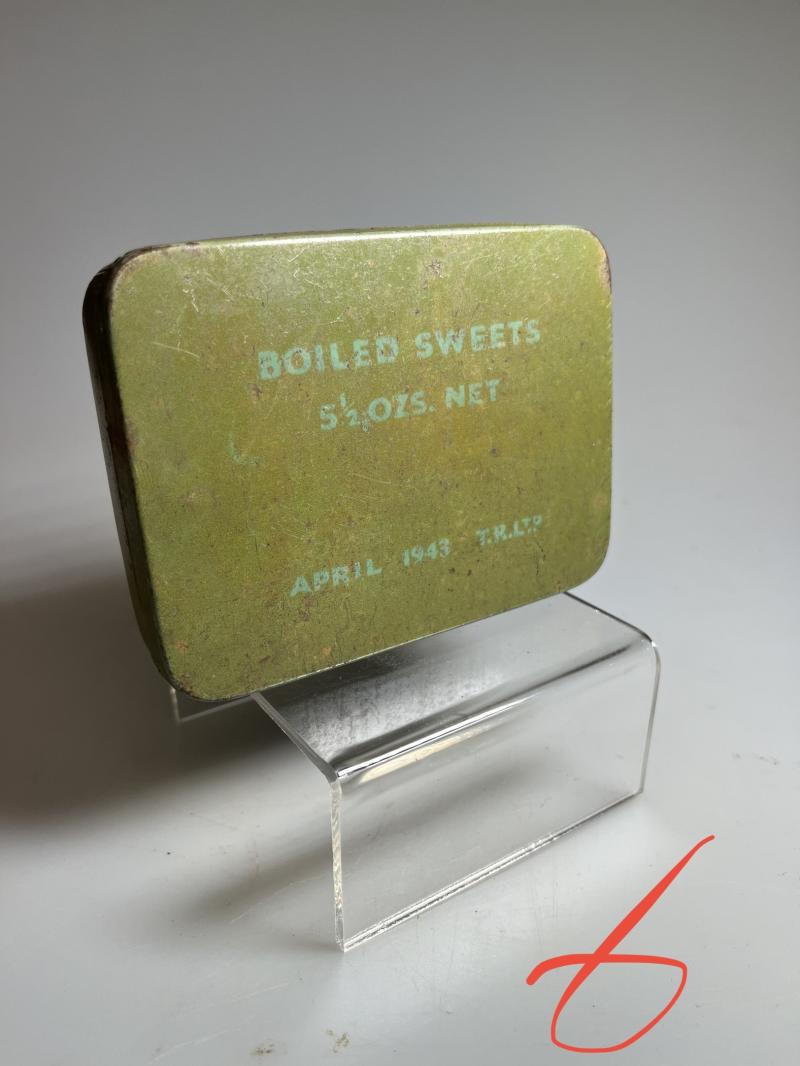 BOILED SWEETS
5½ OZS. NET
APRIL 1943 T.R.LTD